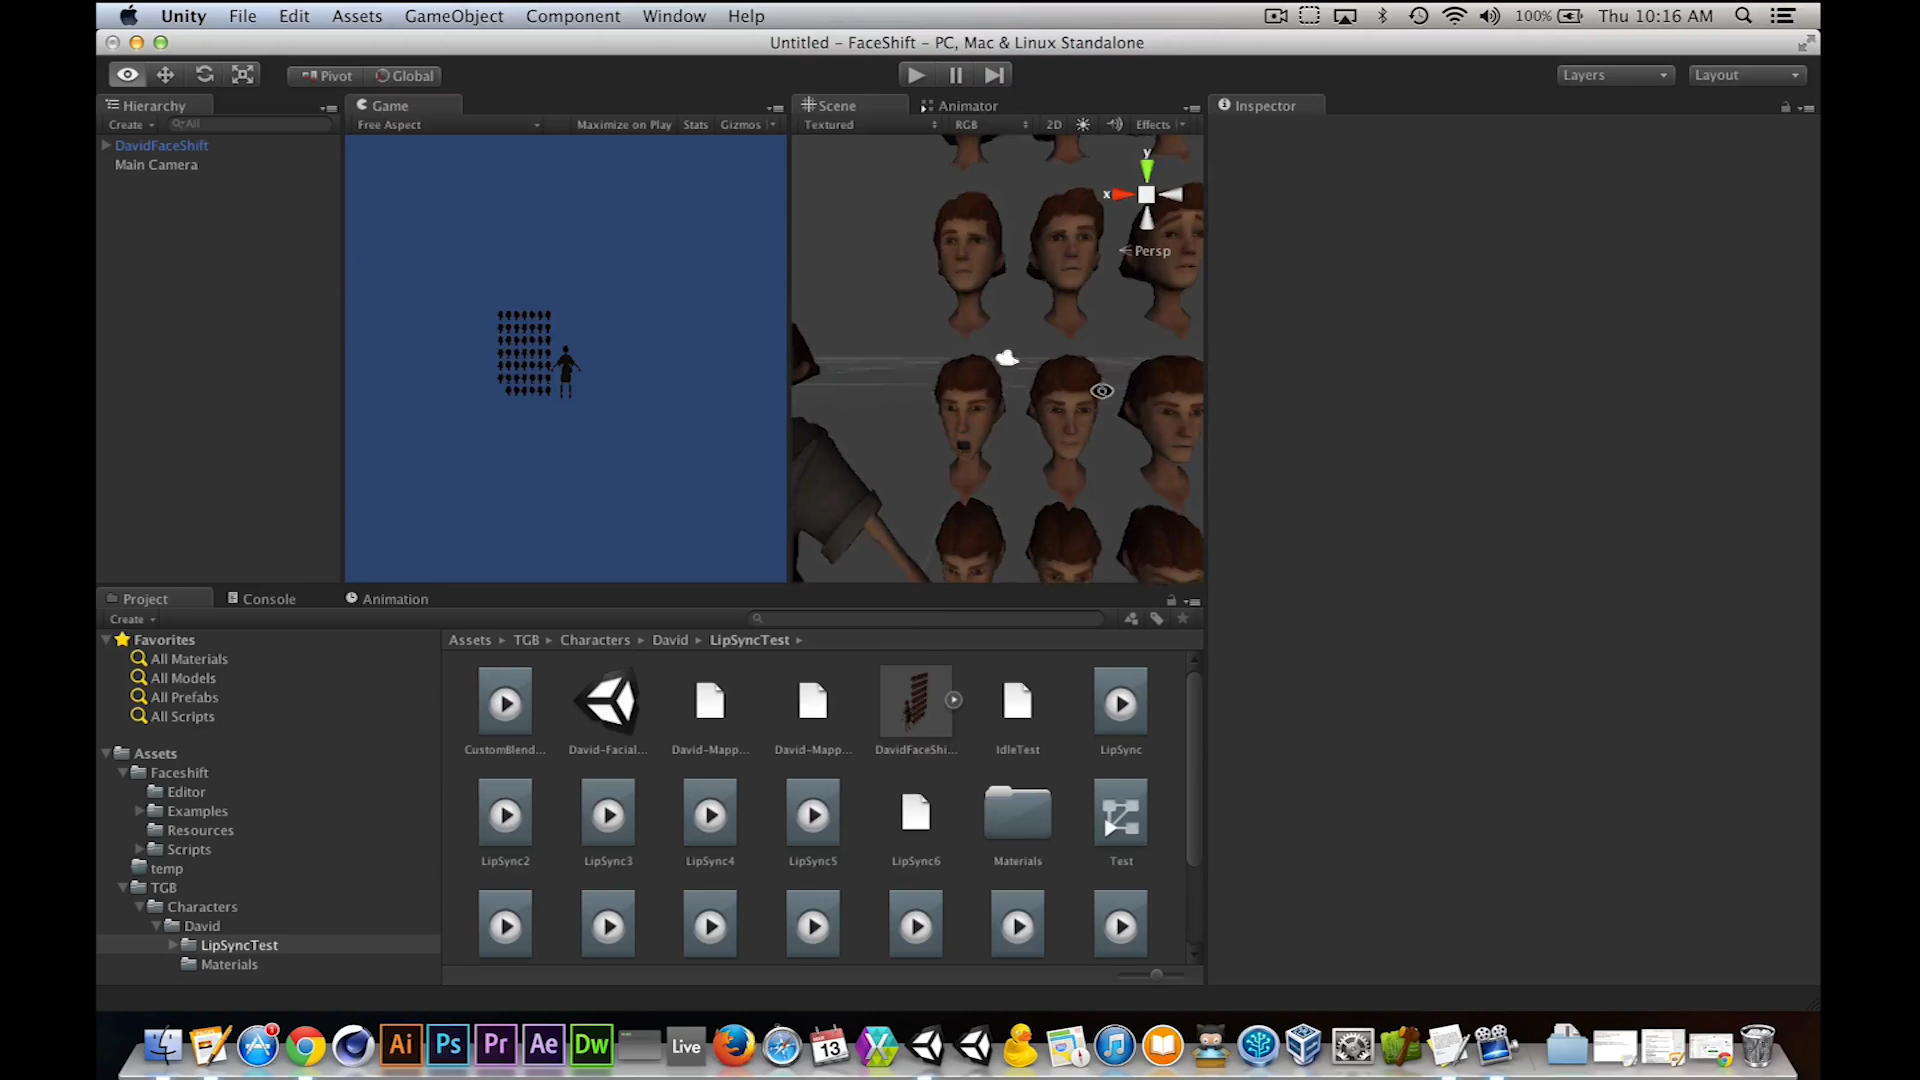 Unity File Edit Assets GameObject Component Window Help 100% Thu 10:16 AM
Untitled - FaceShift - PC, Mac & Linux Standalone
Pivot Global Layers Layout
Hierarchy Game Scene Animator Inspector
Create All Free Aspect Maximize on Play Stats Gizmos Textured RGB 2D Effects
DavidFaceShift
Main Camera
y
x
Persp
Project Console Animation
Create
Favorites
All Materials
All Models
All Prefabs
All Scripts
Assets
Faceshift
Editor
Examples
Resources
Scripts
temp
TGB
Characters
David
LipSyncTest
Materials
Assets TGB Characters David LipSyncTest
CustomBlend... David-Facial... David-Mapp... David-Mapp... DavidFaceShi... IdleTest LipSync
LipSync2 LipSync3 LipSync4 LipSync5 LipSync6 Materials Test
1 Ai Ps Pr Ae Dw Live 13